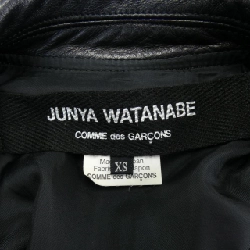 JUNYA WATANABE
COMME des GARÇONS
XS
COMME des GARÇONS